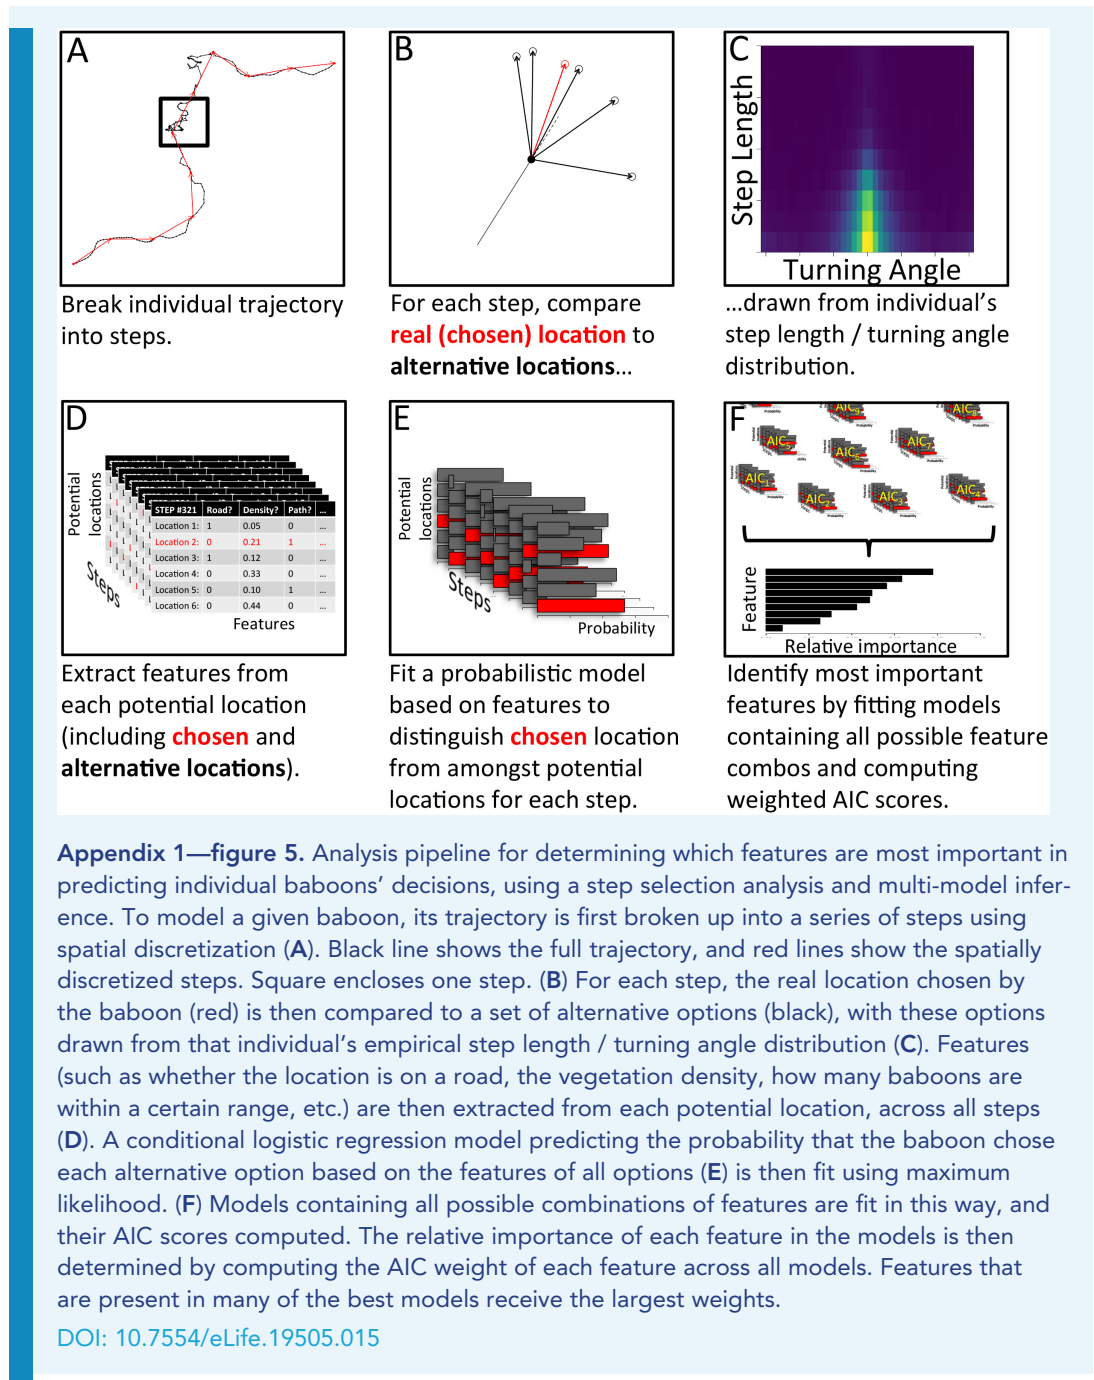 A
B
C
Step Length
Turning Angle
Break individual trajectory
into steps.
For each step, compare
real (chosen) location to
alternative locations…
…drawn from individual's
step length / turning angle
distribution.
D
Potential
locations
Steps
STEP #321 Road? Density? Path? ...
Location 1: 1 0.05 0 ...
Location 2: 0 0.21 1 ...
Location 3: 1 0.12 0 ...
Location 4: 0 0.33 0 ...
Location 5: 0 0.10 1 ...
Location 6: 0 0.44 0 ...
Features
E
Potential
locations
Steps
Probability
F
AIC9
AIC8
AIC6
AIC7
AIC4
Feature
Relative importance
Extract features from
each potential location
(including chosen and
alternative locations).
Fit a probabilistic model
based on features to
distinguish chosen location
from amongst potential
locations for each step.
Identify most important
features by fitting models
containing all possible feature
combos and computing
weighted AIC scores.
Appendix 1—figure 5. Analysis pipeline for determining which features are most important in
predicting individual baboons' decisions, using a step selection analysis and multi-model infer-
ence. To model a given baboon, its trajectory is first broken up into a series of steps using
spatial discretization (A). Black line shows the full trajectory, and red lines show the spatially
discretized steps. Square encloses one step. (B) For each step, the real location chosen by
the baboon (red) is then compared to a set of alternative options (black), with these options
drawn from that individual's empirical step length / turning angle distribution (C). Features
(such as whether the location is on a road, the vegetation density, how many baboons are
within a certain range, etc.) are then extracted from each potential location, across all steps
(D). A conditional logistic regression model predicting the probability that the baboon chose
each alternative option based on the features of all options (E) is then fit using maximum
likelihood. (F) Models containing all possible combinations of features are fit in this way, and
their AIC scores computed. The relative importance of each feature in the models is then
determined by computing the AIC weight of each feature across all models. Features that
are present in many of the best models receive the largest weights.
DOI: 10.7554/eLife.19505.015